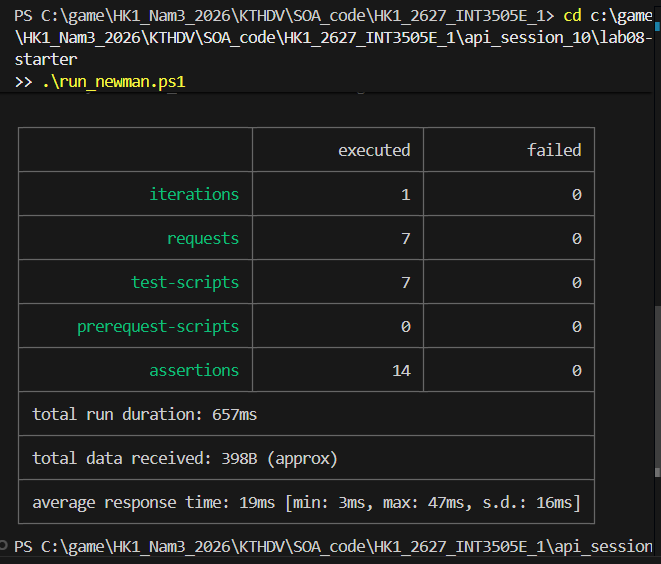 PS C:\game\HK1_Nam3_2026\KTHDV\SOA_code\HK1_2627_INT3505E_1> cd c:\game
\HK1_Nam3_2026\KTHDV\SOA_code\HK1_2627_INT3505E_1\api_session_10\lab08-
starter
>> .\run_newman.ps1
executed failed
iterations 1 0
requests 7 0
test-scripts 7 0
prerequest-scripts 0 0
assertions 14 0
total run duration: 657ms
total data received: 398B (approx)
average response time: 19ms [min: 3ms, max: 47ms, s.d.: 16ms]
PS C:\game\HK1_Nam3_2026\KTHDV\SOA_code\HK1_2627_INT3505E_1\api_session